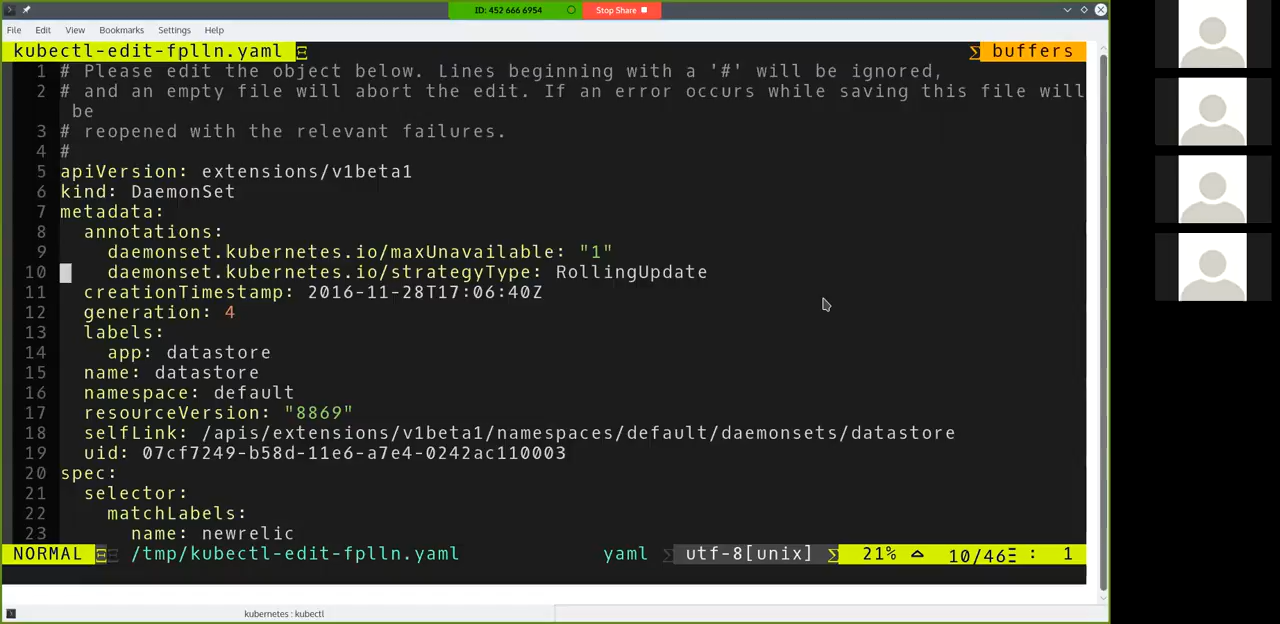 ID: 452 666 6954
Stop Share
File Edit View Bookmarks Settings Help
kubectl-edit-fplln.yaml buffers
1 # Please edit the object below. Lines beginning with a '#' will be ignored,
2 # and an empty file will abort the edit. If an error occurs while saving this file will
be
3 # reopened with the relevant failures.
4 #
5 apiVersion: extensions/v1beta1
6 kind: DaemonSet
7 metadata:
8 annotations:
9 daemonset.kubernetes.io/maxUnavailable: "1"
10 daemonset.kubernetes.io/strategyType: RollingUpdate
11 creationTimestamp: 2016-11-28T17:06:40Z
12 generation: 4
13 labels:
14 app: datastore
15 name: datastore
16 namespace: default
17 resourceVersion: "8869"
18 selfLink: /apis/extensions/v1beta1/namespaces/default/daemonsets/datastore
19 uid: 07cf7249-b58d-11e6-a7e4-0242ac110003
20 spec:
21 selector:
22 matchLabels:
23 name: newrelic
NORMAL /tmp/kubectl-edit-fplln.yaml yaml utf-8[unix] 21% 10/46 : 1
kubernetes : kubectl